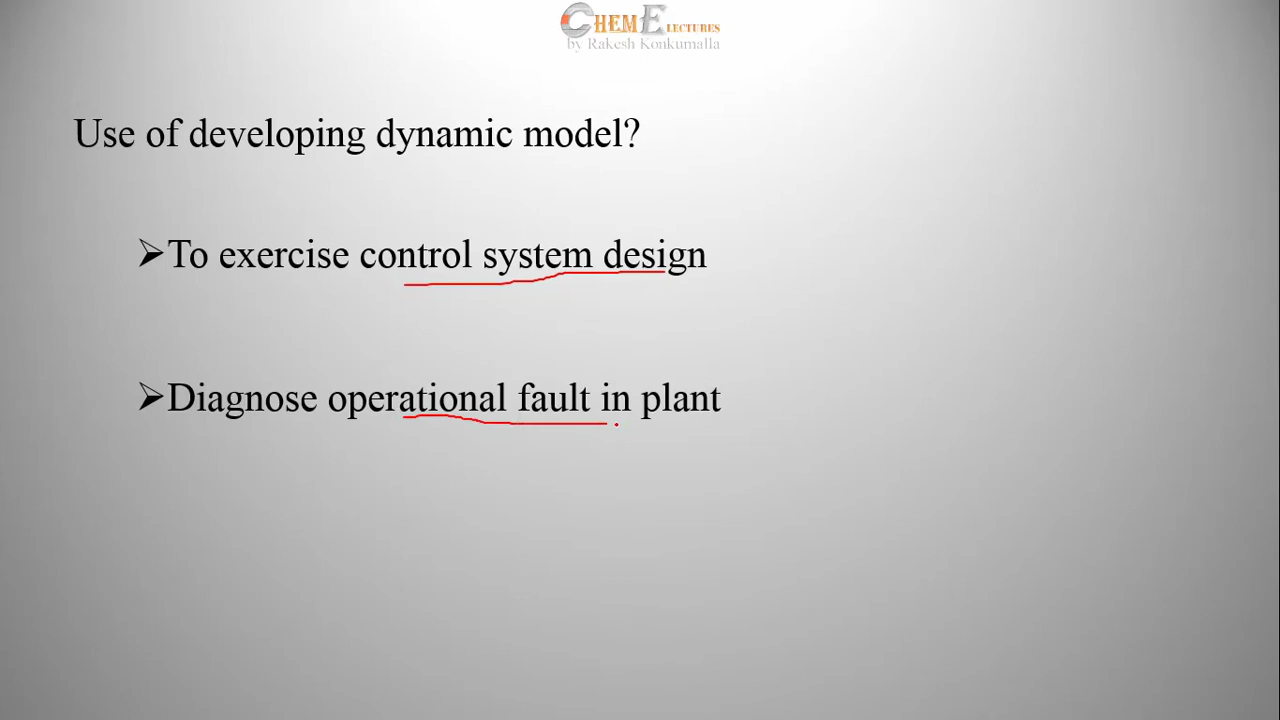 CHEME LECTURES
by Rakesh Konkumalla
Use of developing dynamic model?
➢To exercise control system design
➢Diagnose operational fault in plant